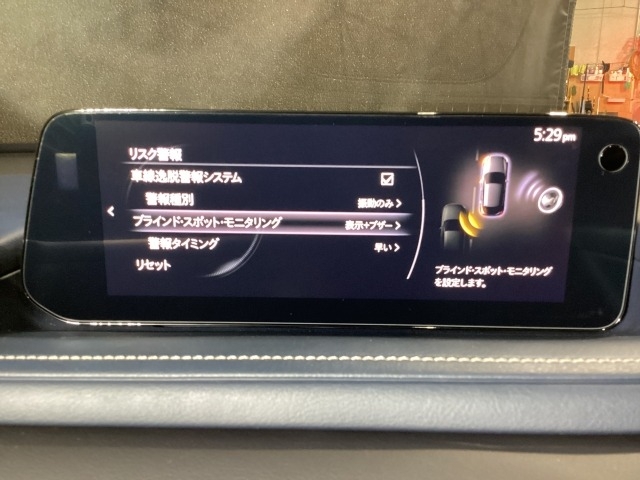 5:29pm
リスク警報
車線逸脱警報システム
警報種別 振動のみ
ブラインド・スポット・モニタリング 表示+ブザー
警報タイミング 早い
リセット
ブラインド・スポット・モニタリング
を設定します。